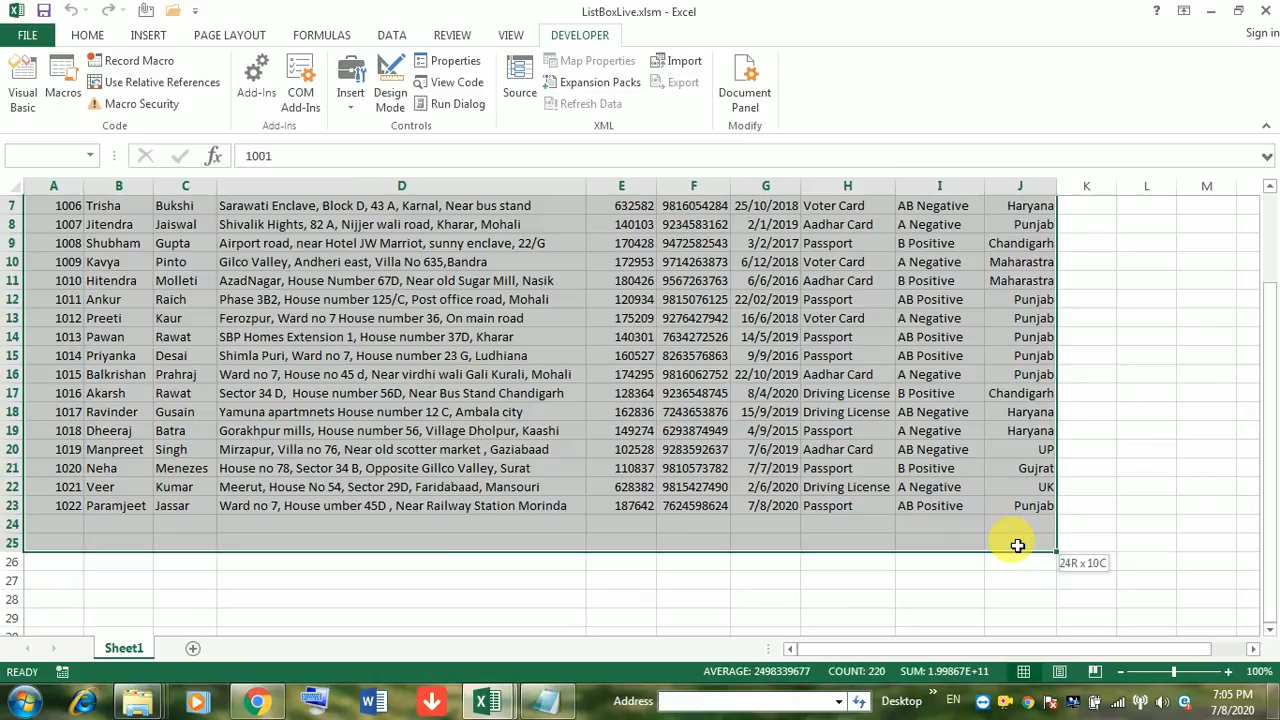 ListBoxLive.xlsm - Excel
?
FILE HOME INSERT PAGE LAYOUT FORMULAS DATA REVIEW VIEW DEVELOPER Sign in
Visual Basic
Macros
Record Macro
Use Relative References
Macro Security
Code
Add-Ins
COM Add-Ins
Add-Ins
Insert
Design Mode
Properties
View Code
Run Dialog
Controls
Source
Map Properties
Expansion Packs
Refresh Data
Import
Export
XML
Document Panel
Modify
fx 1001
A B C D E F G H I J K L M
7 1006 Trisha Bukshi Sarawati Enclave, Block D, 43 A, Karnal, Near bus stand 632582 9816054284 25/10/2018 Voter Card AB Negative Haryana
8 1007 Jitendra Jaiswal Shivalik Hights, 82 A, Nijjer wali road, Kharar, Mohali 140103 9234583162 2/1/2019 Aadhar Card A Negative Punjab
9 1008 Shubham Gupta Airport road, near Hotel JW Marriot, sunny enclave, 22/G 170428 9472582543 3/2/2017 Passport B Positive Chandigarh
10 1009 Kavya Pinto Gilco Valley, Andheri east, Villa No 635,Bandra 172953 9714263873 6/12/2018 Voter Card A Negative Maharastra
11 1010 Hitendra Molleti AzadNagar, House Number 67D, Near old Sugar Mill, Nasik 180426 9567263763 6/6/2016 Aadhar Card B Positive Maharastra
12 1011 Ankur Raich Phase 3B2, House number 125/C, Post office road, Mohali 120934 9815076125 22/02/2019 Passport AB Positive Punjab
13 1012 Preeti Kaur Ferozpur, Ward no 7 House number 36, On main road 175209 9276427942 16/6/2018 Voter Card A Negative Punjab
14 1013 Pawan Rawat SBP Homes Extension 1, House number 37D, Kharar 140301 7634272526 14/5/2019 Passport AB Positive Punjab
15 1014 Priyanka Desai Shimla Puri, Ward no 7, House number 23 G, Ludhiana 160527 8263576863 9/9/2016 Passport AB Positive Punjab
16 1015 Balkrishan Prahraj Ward no 7, House no 45 d, Near virdhi wali Gali Kurali, Mohali 174295 9816062752 22/10/2019 Aadhar Card A Negative Punjab
17 1016 Akarsh Rawat Sector 34 D, House number 56D, Near Bus Stand Chandigarh 128364 9236548745 8/4/2020 Driving License B Positive Chandigarh
18 1017 Ravinder Gusain Yamuna apartmnets House number 12 C, Ambala city 162836 7243653876 15/9/2019 Driving License AB Negative Haryana
19 1018 Dheeraj Batra Gorakhpur mills, House number 56, Village Dholpur, Kaashi 149274 6293874949 4/9/2015 Passport A Negative Haryana
20 1019 Manpreet Singh Mirzapur, Villa no 76, Near old scotter market , Gaziabaad 102528 9283592637 7/6/2019 Aadhar Card AB Negative UP
21 1020 Neha Menezes House no 78, Sector 34 B, Opposite Gillco Valley, Surat 110837 9810573782 7/7/2019 Passport B Positive Gujrat
22 1021 Veer Kumar Meerut, House No 54, Sector 29D, Faridabaad, Mansouri 628382 9815427490 2/6/2020 Driving License A Negative UK
23 1022 Paramjeet Jassar Ward no 7, House umber 45D , Near Railway Station Morinda 187642 7624598624 7/8/2020 Passport AB Positive Punjab
24
25
24R x 10C
26
27
28
29
Sheet1
READY AVERAGE: 2498339677 COUNT: 220 SUM: 1.99867E+11 100%
Address Desktop EN 7:05 PM
7/8/2020